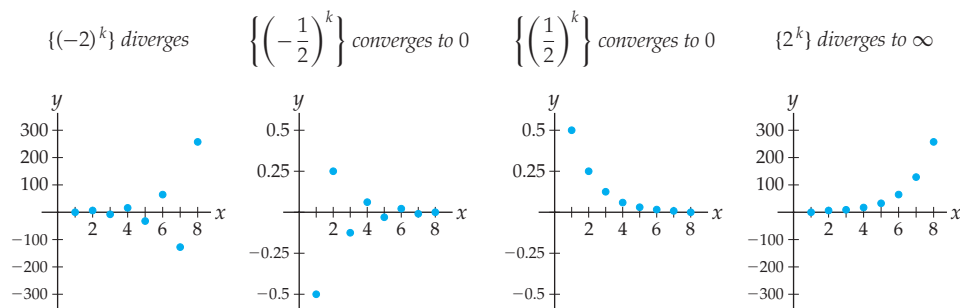 {(−2)^k} diverges
{(−1/2)^k} converges to 0
{(1/2)^k} converges to 0
{2^k} diverges to ∞
y
300
200
100
−100
−200
−300
2 4 6 8
x
y
0.5
0.25
−0.25
−0.5
2 4 6 8
x
y
0.5
0.25
−0.25
−0.5
2 4 6 8
x
y
300
200
100
−100
−200
−300
2 4 6 8
x